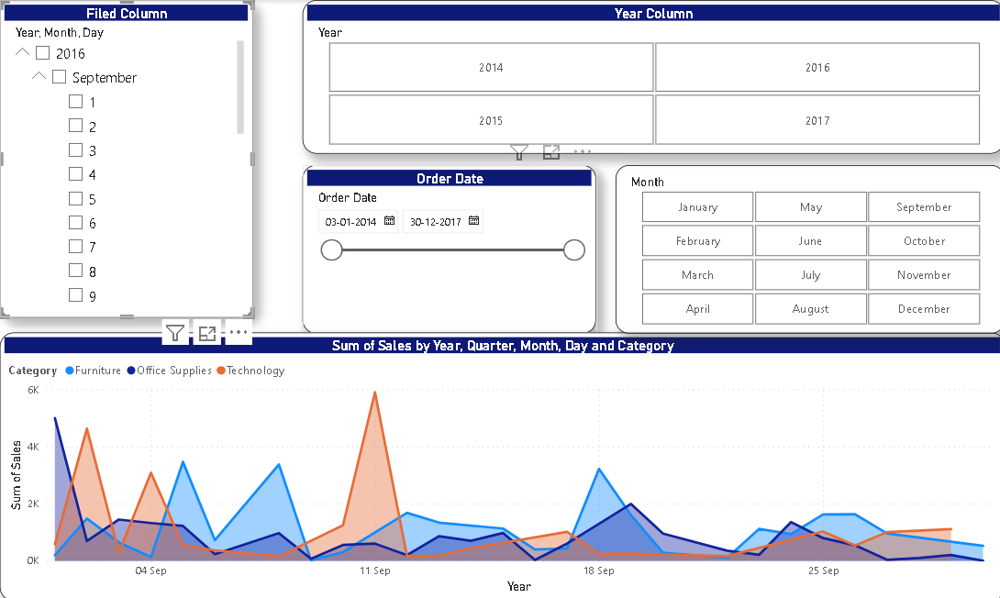 Filed Column
Year, Month, Day
2016
September
1
2
3
4
5
6
7
8
9
Year Column
Year
2014
2016
2015
2017
Order Date
Order Date
03-01-2014 30-12-2017
Month
January May September
February June October
March July November
April August December
Sum of Sales by Year, Quarter, Month, Day and Category
Category Furniture Office Supplies Technology
6K
4K
2K
0K
Sum of Sales
04 Sep 11 Sep 18 Sep 25 Sep
Year